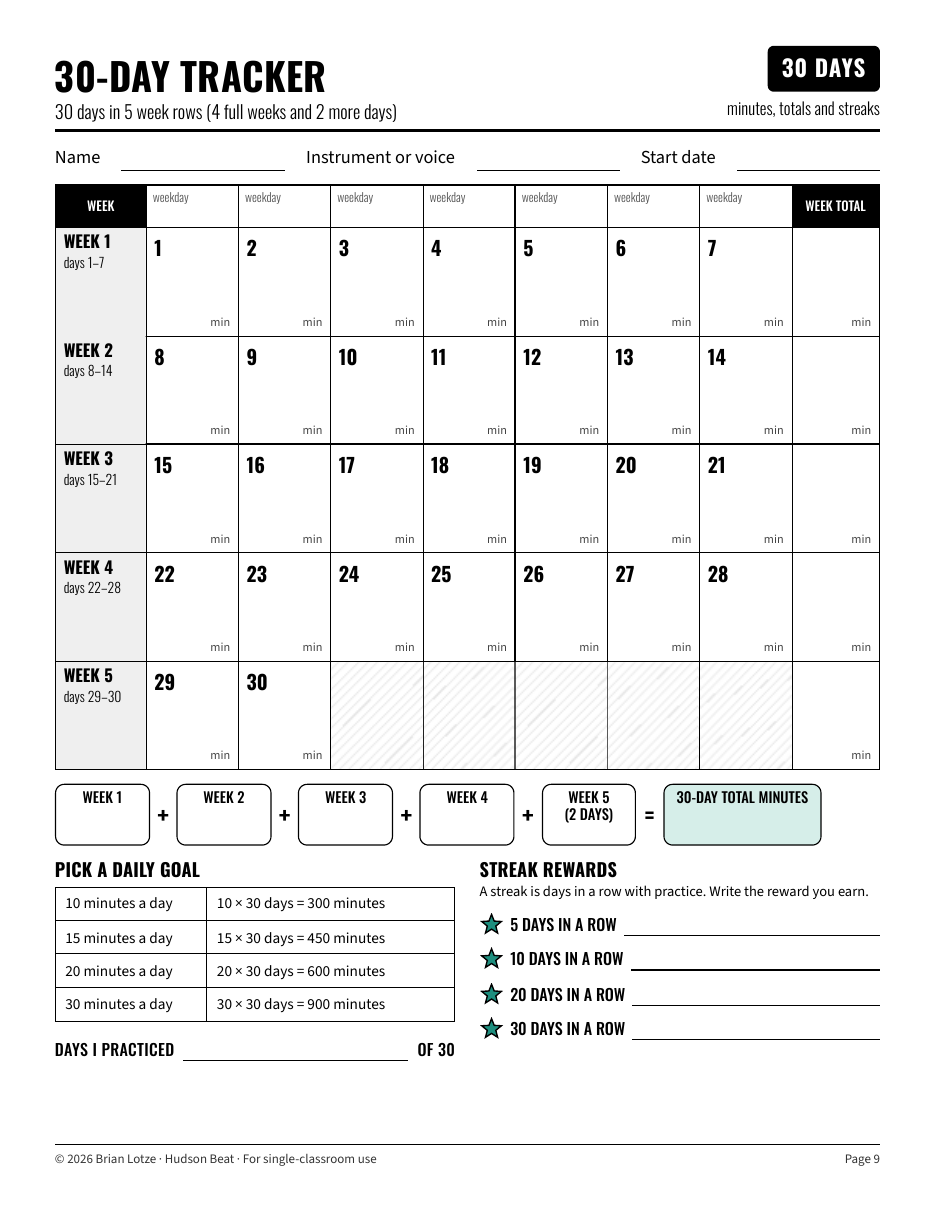 30-DAY TRACKER
30 DAYS
30 days in 5 week rows (4 full weeks and 2 more days)
minutes, totals and streaks
Name Instrument or voice Start date
WEEK weekday weekday weekday weekday weekday weekday weekday WEEK TOTAL
WEEK 1 1 2 3 4 5 6 7
days 1–7
min min min min min min min min
WEEK 2 8 9 10 11 12 13 14
days 8–14
min min min min min min min min
WEEK 3 15 16 17 18 19 20 21
days 15–21
min min min min min min min min
WEEK 4 22 23 24 25 26 27 28
days 22–28
min min min min min min min min
WEEK 5 29 30
days 29–30
min min min
WEEK 1 + WEEK 2 + WEEK 3 + WEEK 4 + WEEK 5 (2 DAYS) = 30-DAY TOTAL MINUTES
PICK A DAILY GOAL
10 minutes a day 10 × 30 days = 300 minutes
15 minutes a day 15 × 30 days = 450 minutes
20 minutes a day 20 × 30 days = 600 minutes
30 minutes a day 30 × 30 days = 900 minutes
DAYS I PRACTICED OF 30
STREAK REWARDS
A streak is days in a row with practice. Write the reward you earn.
5 DAYS IN A ROW
10 DAYS IN A ROW
20 DAYS IN A ROW
30 DAYS IN A ROW
© 2026 Brian Lotze · Hudson Beat · For single-classroom use
Page 9